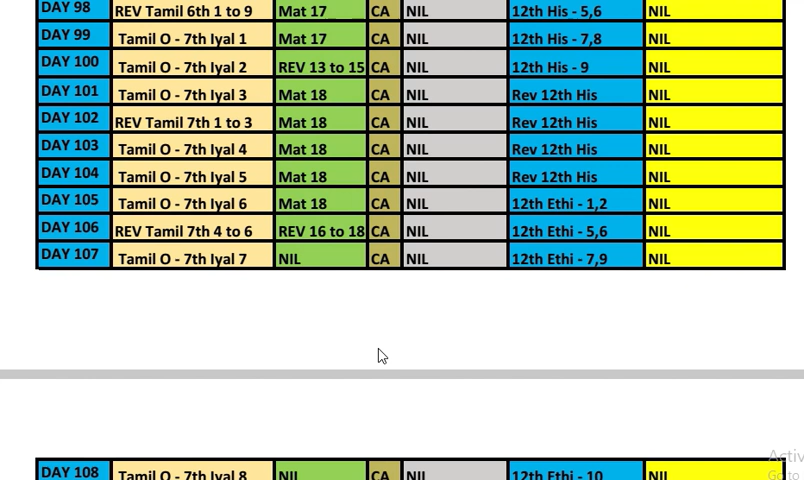 DAY 98 REV Tamil 6th 1 to 9 Mat 17 CA NIL 12th His - 5,6 NIL
DAY 99 Tamil O - 7th Iyal 1 Mat 17 CA NIL 12th His - 7,8 NIL
DAY 100 Tamil O - 7th Iyal 2 REV 13 to 15 CA NIL 12th His - 9 NIL
DAY 101 Tamil O - 7th Iyal 3 Mat 18 CA NIL Rev 12th His NIL
DAY 102 REV Tamil 7th 1 to 3 Mat 18 CA NIL Rev 12th His NIL
DAY 103 Tamil O - 7th Iyal 4 Mat 18 CA NIL Rev 12th His NIL
DAY 104 Tamil O - 7th Iyal 5 Mat 18 CA NIL Rev 12th His NIL
DAY 105 Tamil O - 7th Iyal 6 Mat 18 CA NIL 12th Ethi - 1,2 NIL
DAY 106 REV Tamil 7th 4 to 6 REV 16 to 18 CA NIL 12th Ethi - 5,6 NIL
DAY 107 Tamil O - 7th Iyal 7 NIL CA NIL 12th Ethi - 7,9 NIL
Activ
Go to
DAY 108 Tamil O - 7th Iyal 8 NIL CA NIL 12th Ethi - 10 NIL